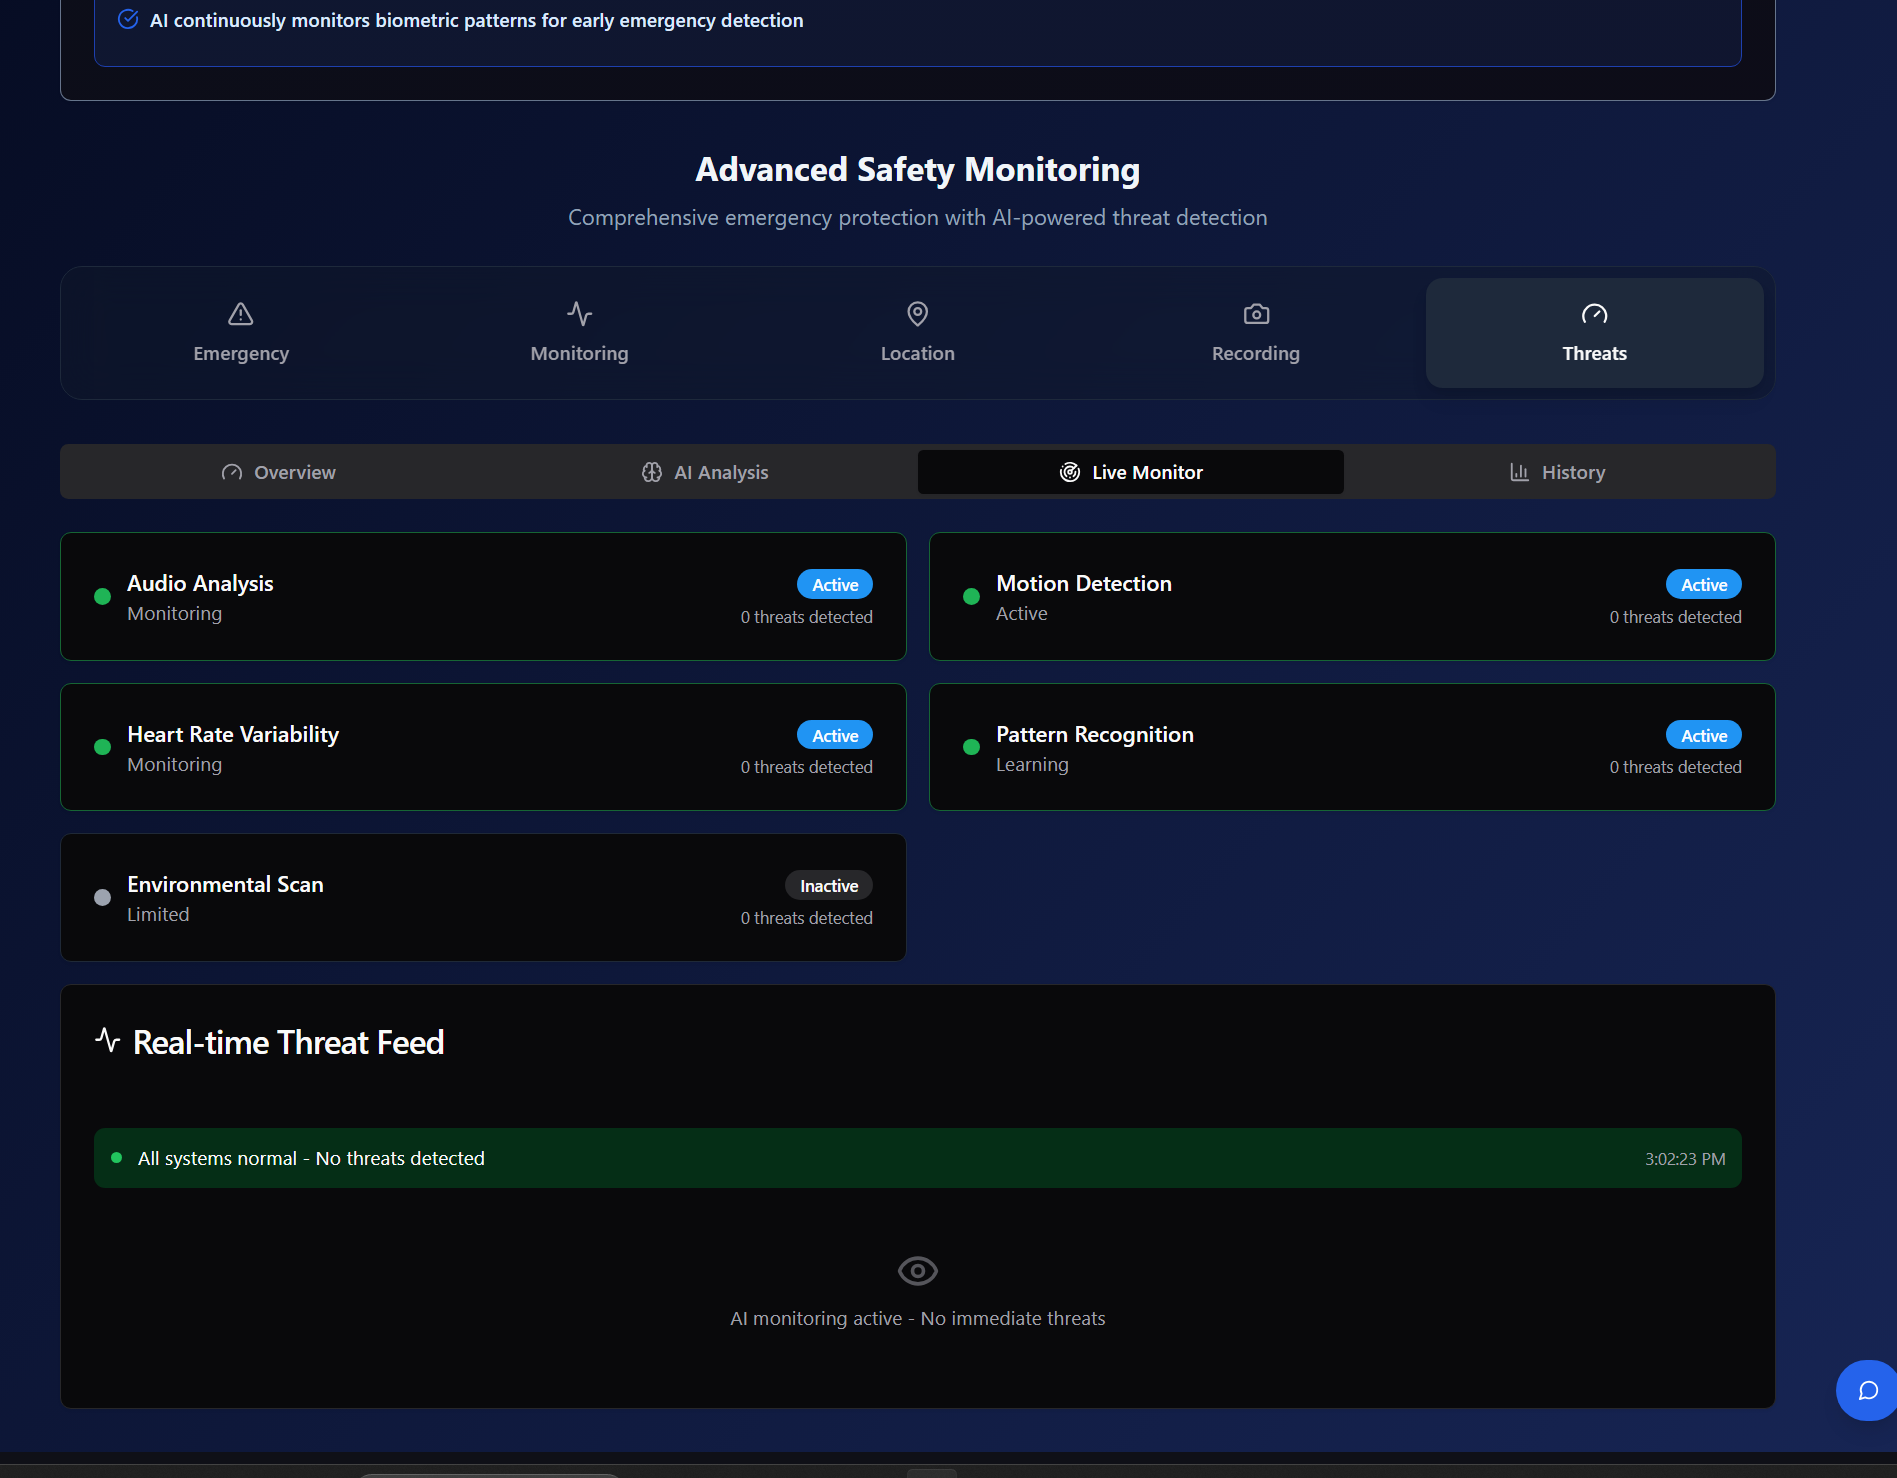 AI continuously monitors biometric patterns for early emergency detection
Advanced Safety Monitoring
Comprehensive emergency protection with AI-powered threat detection
Emergency
Monitoring
Location
Recording
Threats
Overview
AI Analysis
Live Monitor
History
Audio Analysis
Monitoring
Active
0 threats detected
Motion Detection
Active
Active
0 threats detected
Heart Rate Variability
Monitoring
Active
0 threats detected
Pattern Recognition
Learning
Active
0 threats detected
Environmental Scan
Limited
Inactive
0 threats detected
Real-time Threat Feed
All systems normal - No threats detected
3:02:23 PM
AI monitoring active - No immediate threats